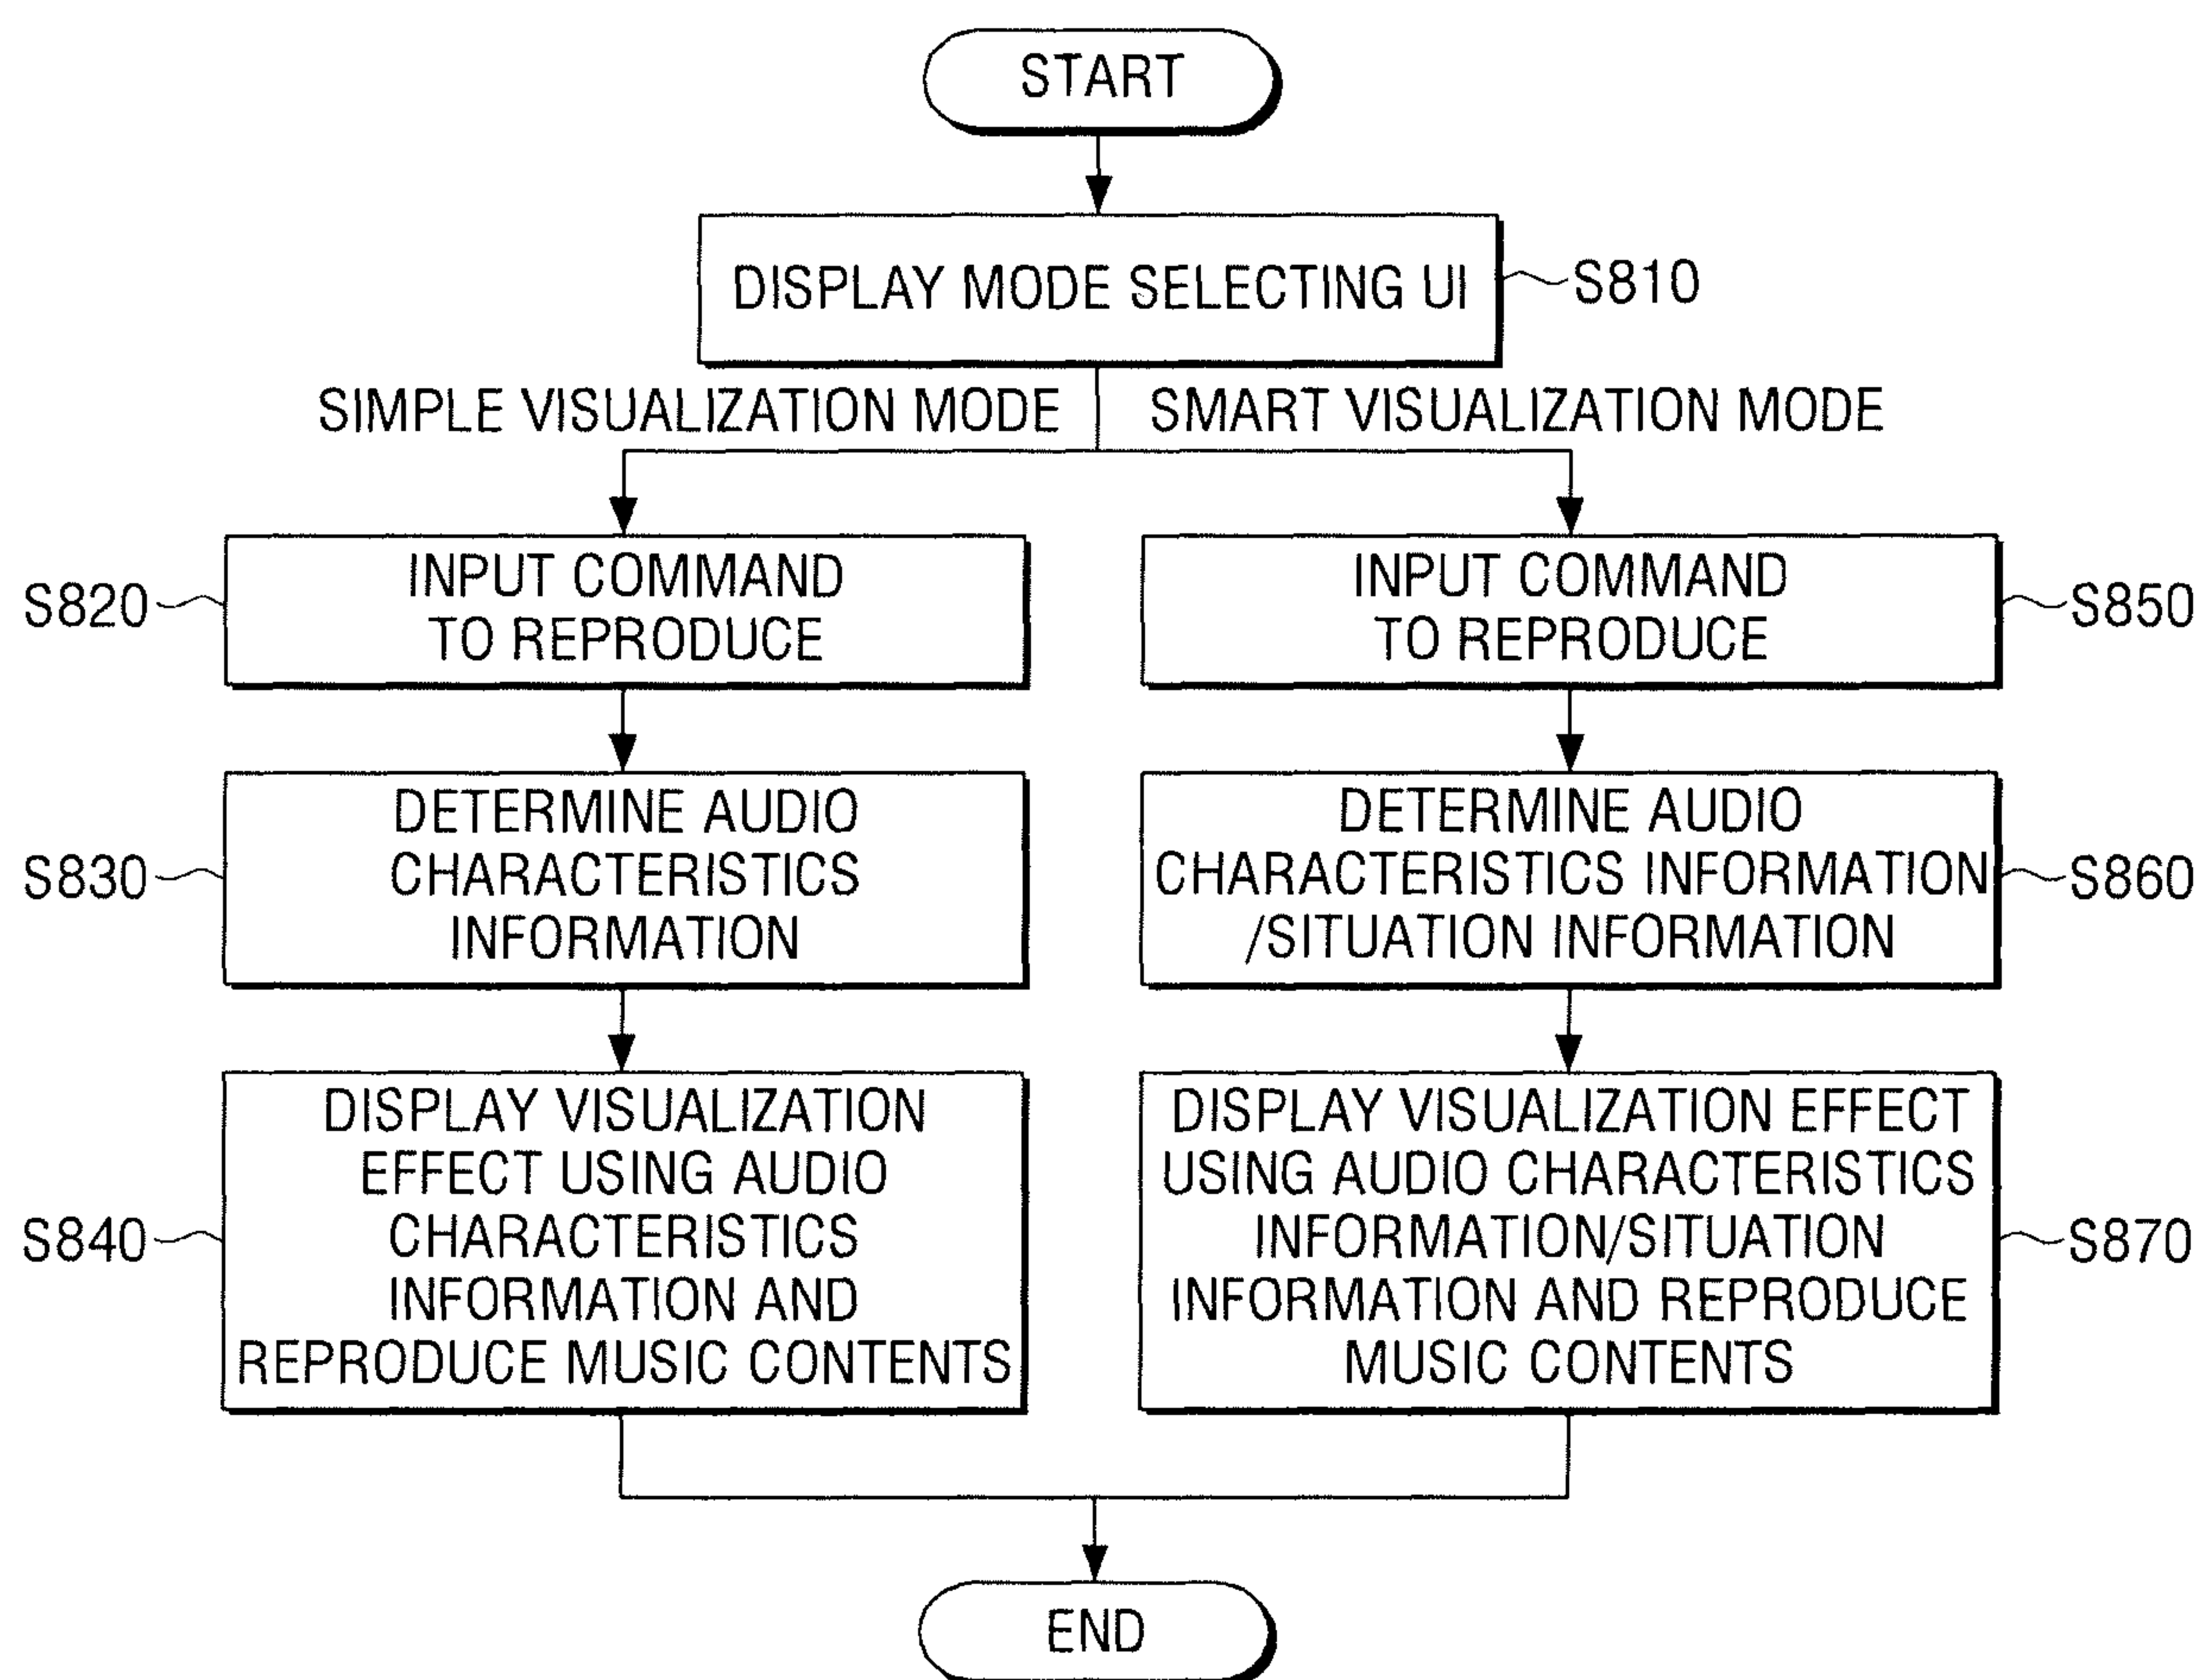 START
DISPLAY MODE SELECTING UI
S810
SIMPLE VISUALIZATION MODE
SMART VISUALIZATION MODE
S820
INPUT COMMAND
TO REPRODUCE
INPUT COMMAND
TO REPRODUCE
S850
S830
DETERMINE AUDIO
CHARACTERISTICS
INFORMATION
DETERMINE AUDIO
CHARACTERISTICS INFORMATION
/SITUATION INFORMATION
S860
S840
DISPLAY VISUALIZATION
EFFECT USING AUDIO
CHARACTERISTICS
INFORMATION AND
REPRODUCE MUSIC CONTENTS
DISPLAY VISUALIZATION EFFECT
USING AUDIO CHARACTERISTICS
INFORMATION/SITUATION
INFORMATION AND REPRODUCE
MUSIC CONTENTS
S870
END